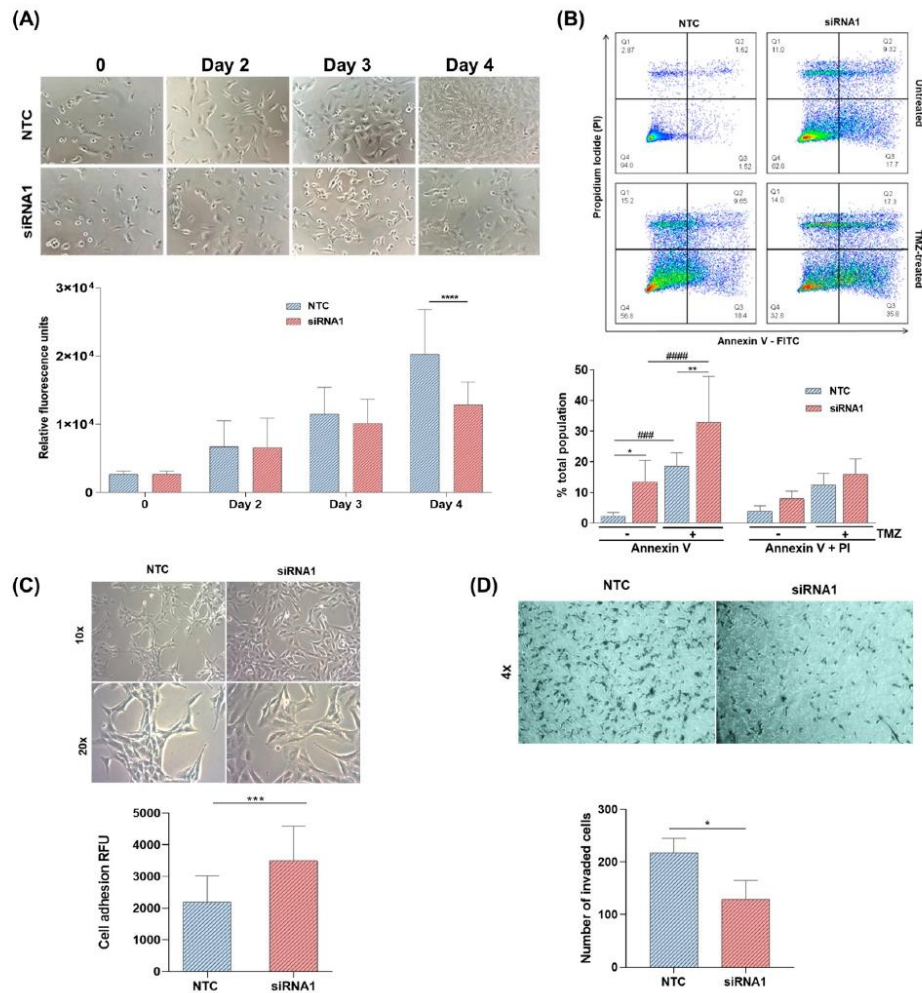 (A)
0 Day 2 Day 3 Day 4
NTC
siRNA1
Relative fluorescence units
3×10⁴
2×10⁴
1×10⁴
0
NTC
siRNA1
****
0 Day 2 Day 3 Day 4
(B)
NTC siRNA1
Q1
2.87
Q2
1.62
Q4
94.0
Q3
1.52
Q1
11.0
Q2
9.32
Q4
62.0
Q3
17.7
Untreated
Q1
15.2
Q2
9.65
Q4
56.8
Q3
18.4
Q1
14.0
Q2
17.3
Q4
32.8
Q3
35.8
TMZ-treated
Propidium Iodide (PI)
Annexin V - FITC
% total population
50
40
30
20
10
0
####
**
###
*
NTC
siRNA1
- + - + TMZ
Annexin V Annexin V + PI
(C)
NTC siRNA1
10x
20x
***
Cell adhesion RFU
5000
4000
3000
2000
1000
0
NTC siRNA1
(D)
NTC siRNA1
4x
Number of invaded cells
300
200
100
0
*
NTC siRNA1